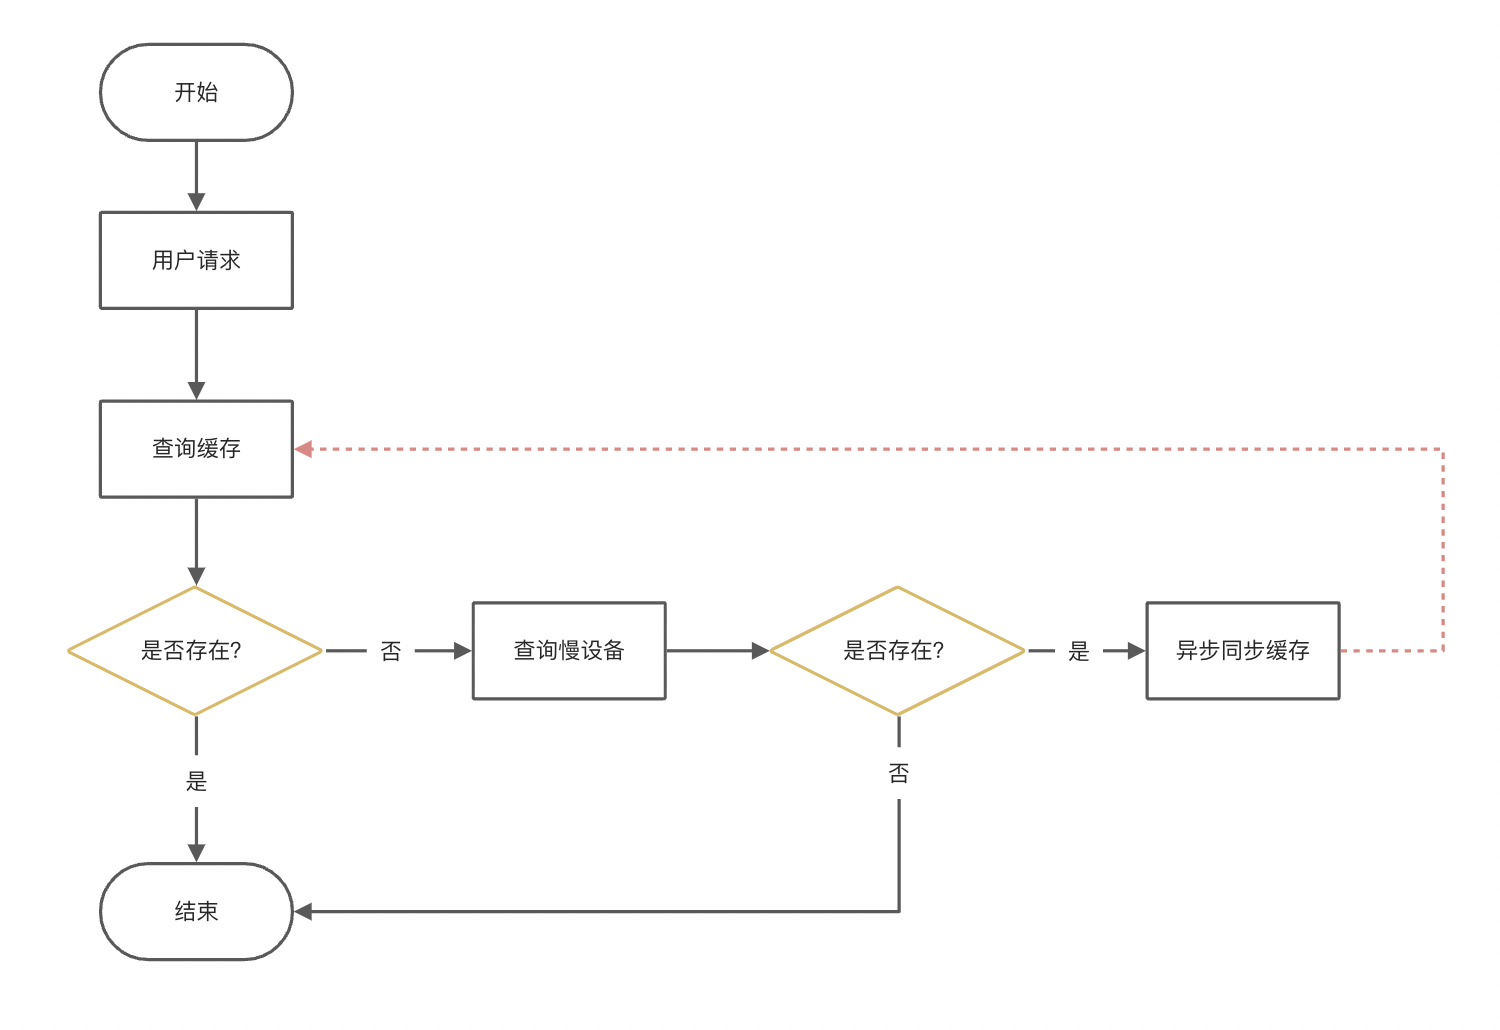 开始
用户请求
查询缓存
是否存在?
否
查询慢设备
是否存在?
是
异步同步缓存
是
否
结束